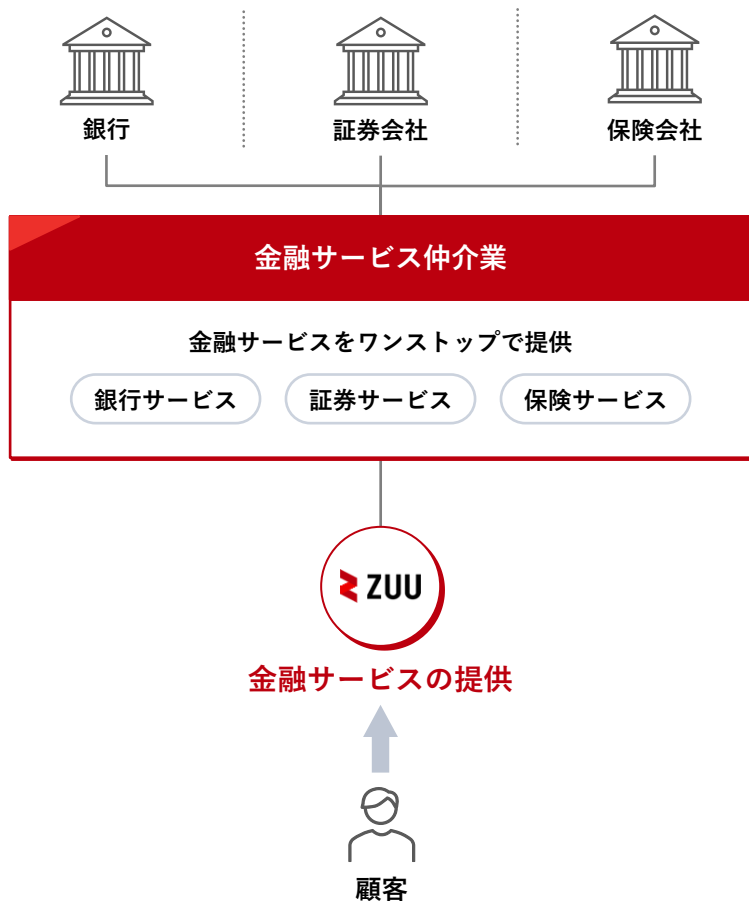 銀行
証券会社
保険会社
金融サービス仲介業
金融サービスをワンストップで提供
銀行サービス
証券サービス
保険サービス
ZUU
金融サービスの提供
顧客